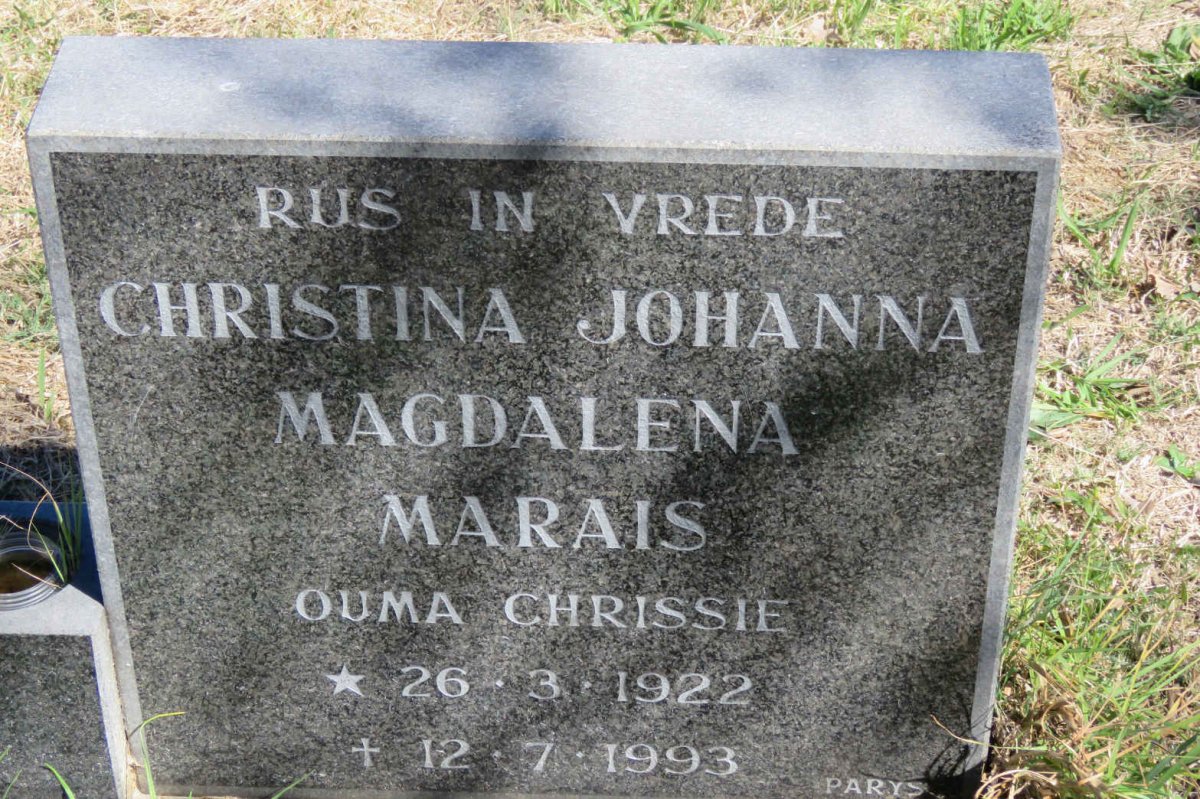 RUS IN VREDE
CHRISTINA JOHANNA
MAGDALENA
MARAIS
OUMA CHRISSIE
★ 26·3·1922
† 12·7·1993
PARYS